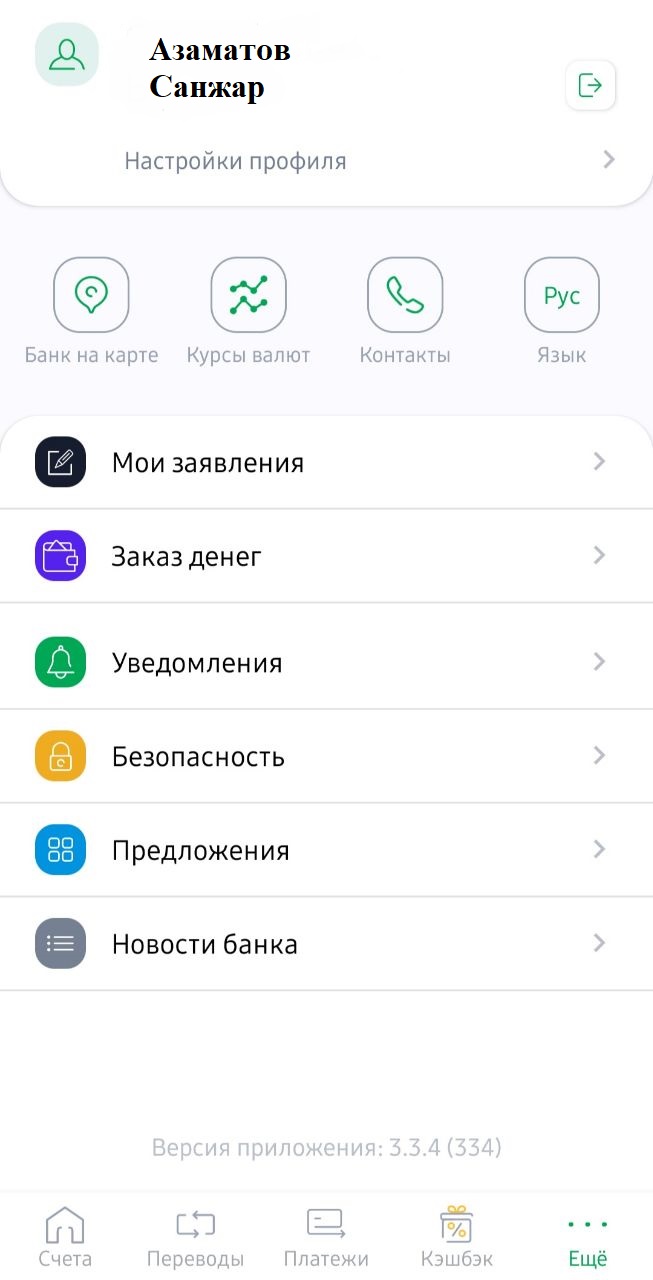 Азаматов
Санжар
Настройки профиля
Рус
Банк на карте
Курсы валют
Контакты
Язык
Мои заявления
Заказ денег
Уведомления
Безопасность
Предложения
Новости банка
Версия приложения: 3.3.4 (334)
Счета
Переводы
Платежи
Кэшбэк
Ещё